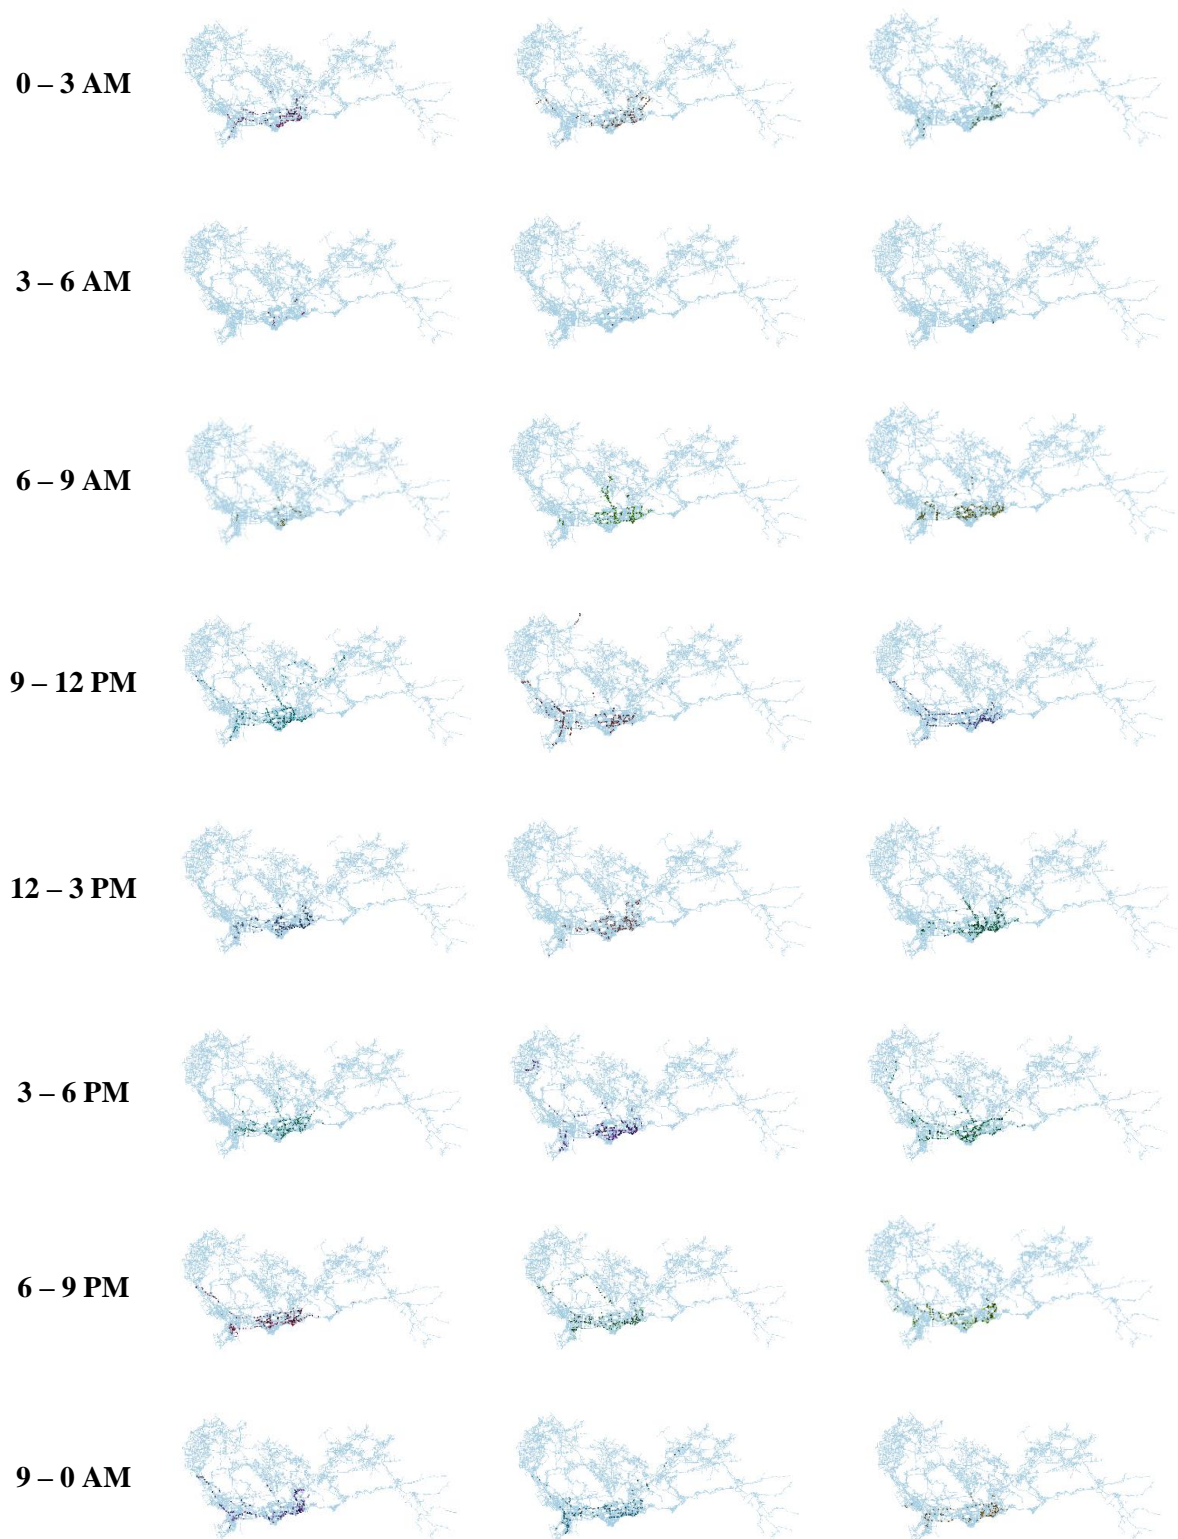 0 – 3 AM
3 – 6 AM
6 – 9 AM
9 – 12 PM
12 – 3 PM
3 – 6 PM
6 – 9 PM
9 – 0 AM